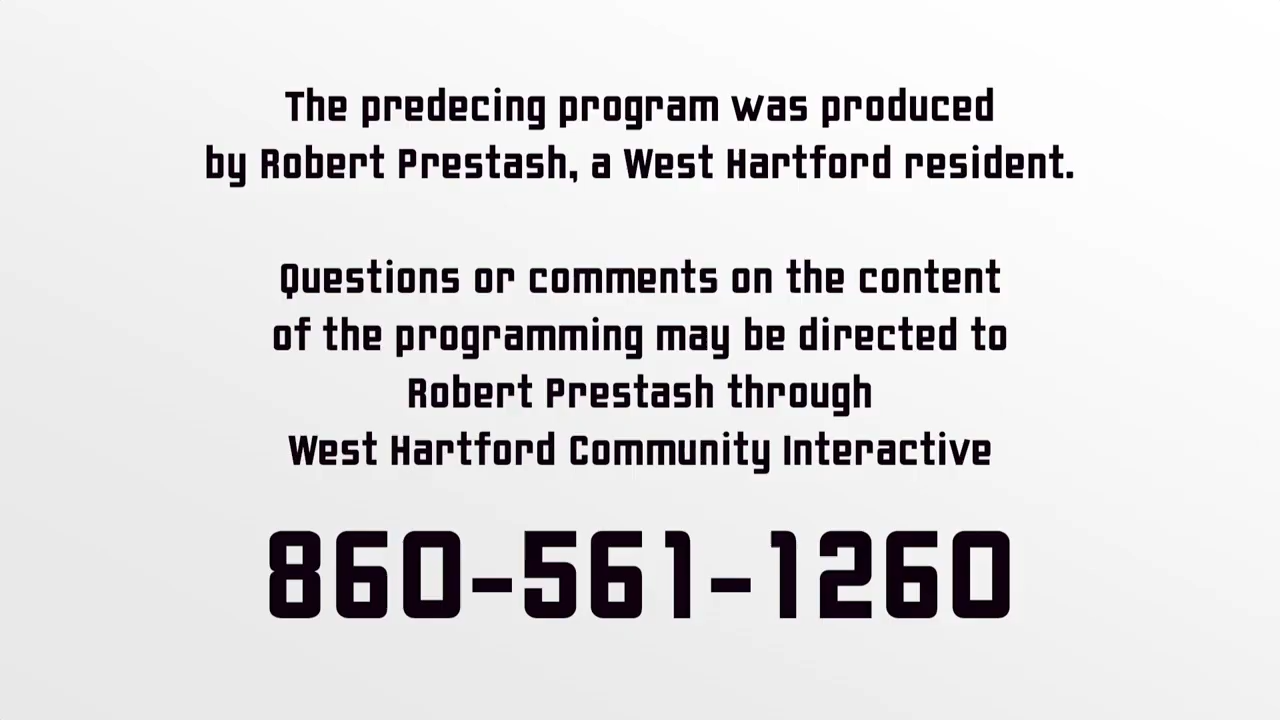 The predecing program was produced
by Robert Prestash, a West Hartford resident.
Questions or comments on the content
of the programming may be directed to
Robert Prestash through
West Hartford Community Interactive
860-561-1260